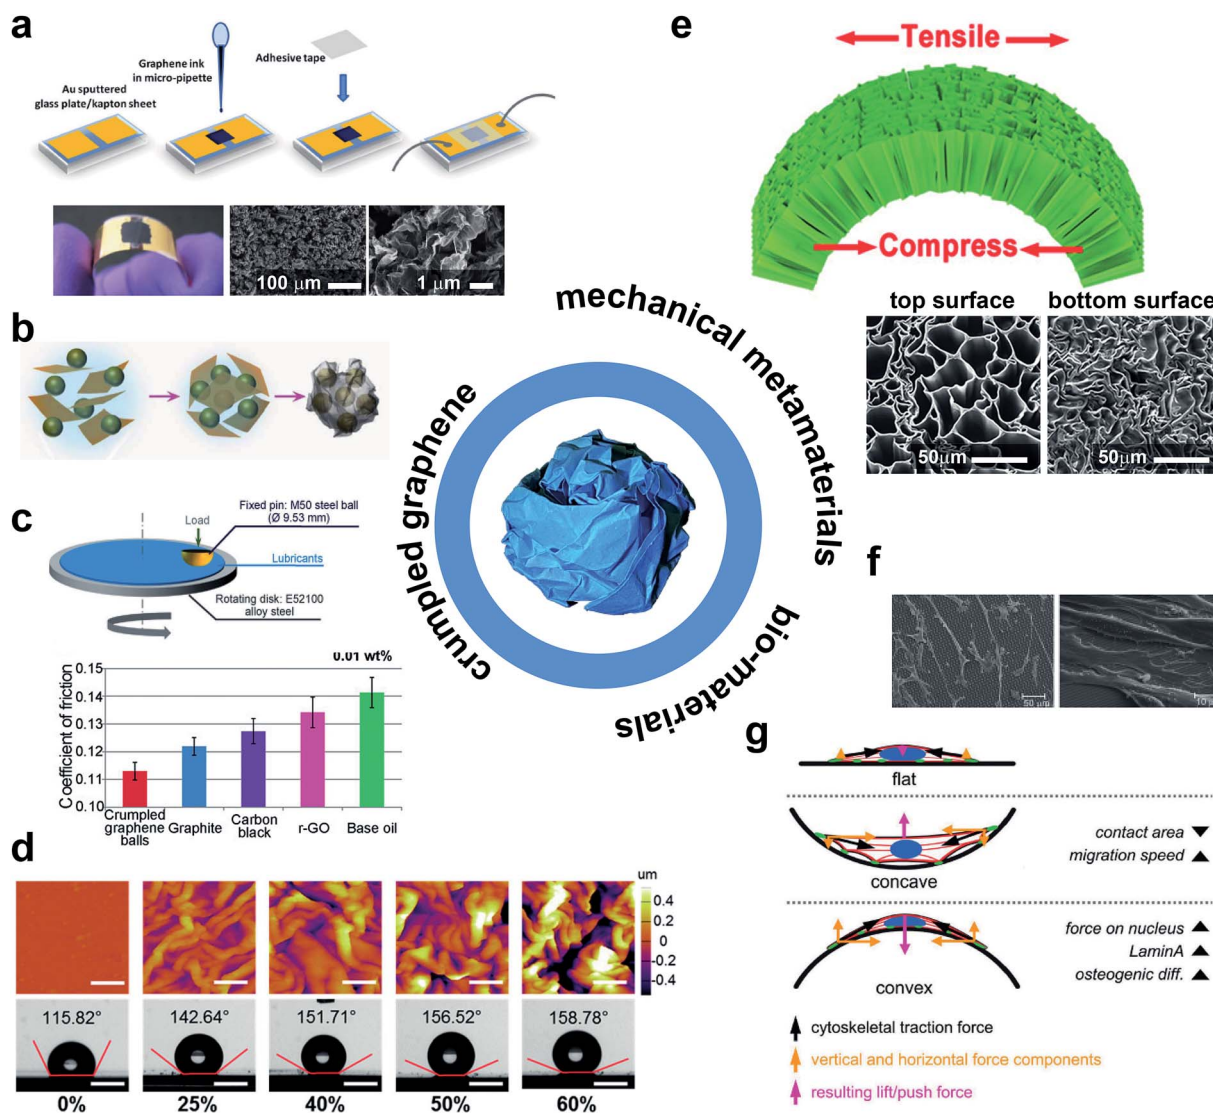 a
Graphene ink
in micro-pipette
Adhesive tape
Au sputtered
glass plate/kapton sheet
100 µm
1 µm
b
c
Load
Fixed pin: M50 steel ball
(Ø 9.53 mm)
Lubricants
Rotating disk: E52100
alloy steel
0.01 wt%
Coefficient of friction
0.15
0.14
0.13
0.12
0.11
0.10
Crumpled
graphene
balls
Graphite
Carbon
black
r-GO
Base oil
d
um
0.4
0.2
0
-0.2
-0.4
115.82°
142.64°
151.71°
156.52°
158.78°
0%
25%
40%
50%
60%
crumpled graphene
mechanical metamaterials
bio-materials
e
Tensile
Compress
top surface
bottom surface
50µm
50µm
f
50 µm
10 µ
g
flat
concave
contact area
migration speed
convex
force on nucleus
LaminA
osteogenic diff.
cytoskeletal traction force
vertical and horizontal force components
resulting lift/push force